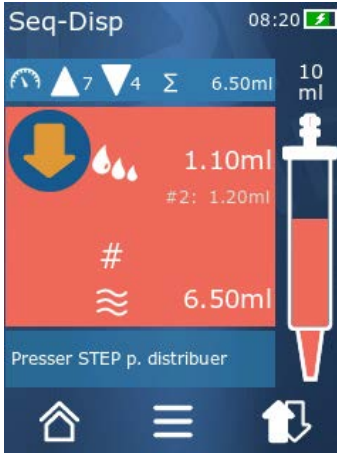 Seq-Disp 08:20
7 4 Σ 6.50ml
10
ml
1.10ml
#2: 1.20ml
#
6.50ml
Presser STEP p. distribuer